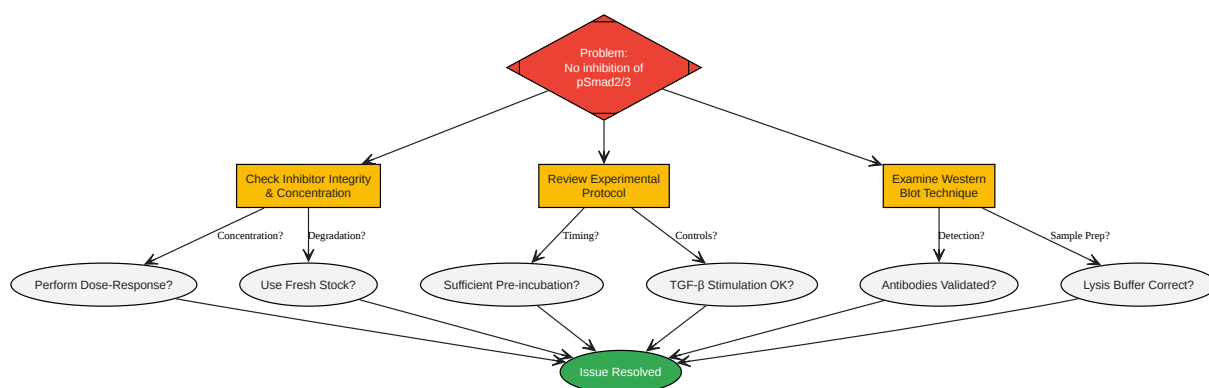 Problem:
No inhibition of
pSmad2/3
Check Inhibitor Integrity
& Concentration
Review Experimental
Protocol
Examine Western
Blot Technique
Concentration?
Degradation?
Timing?
Controls?
Detection?
Sample Prep?
Perform Dose-Response?
Use Fresh Stock?
Sufficient Pre-incubation?
TGF-β Stimulation OK?
Antibodies Validated?
Lysis Buffer Correct?
Issue Resolved